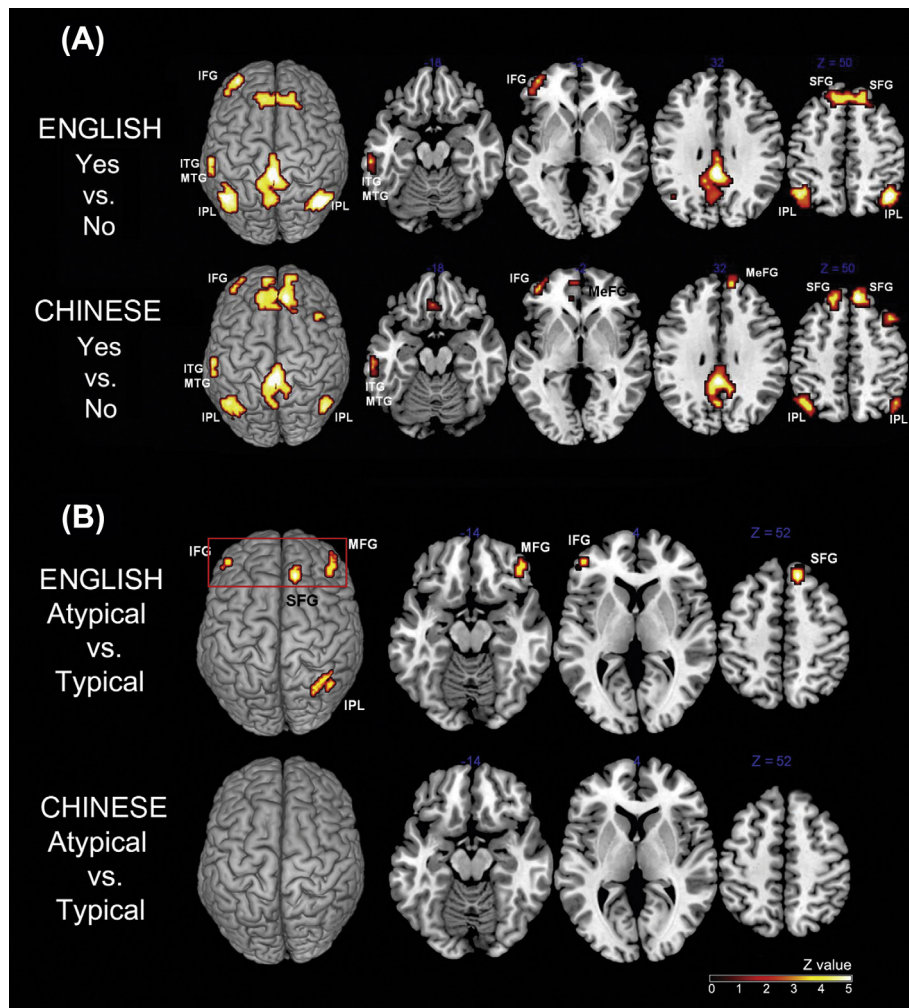 (A)
ENGLISH
Yes
vs.
No
IFG
ITG
MTG
IPL
IPL
-18
ITG
MTG
IFG
32
Z = 50
SFG
SFG
IPL
IPL
CHINESE
Yes
vs.
No
IFG
ITG
MTG
IPL
IPL
-18
ITG
MTG
IFG
-2
MeFG
32
MeFG
Z = 50
SFG
SFG
IPL
IPL
(B)
ENGLISH
Atypical
vs.
Typical
IFG
MFG
SFG
IPL
-14
MFG
IFG
4
Z = 52
SFG
CHINESE
Atypical
vs.
Typical
-14
4
Z = 52
Z value
0 1 2 3 4 5